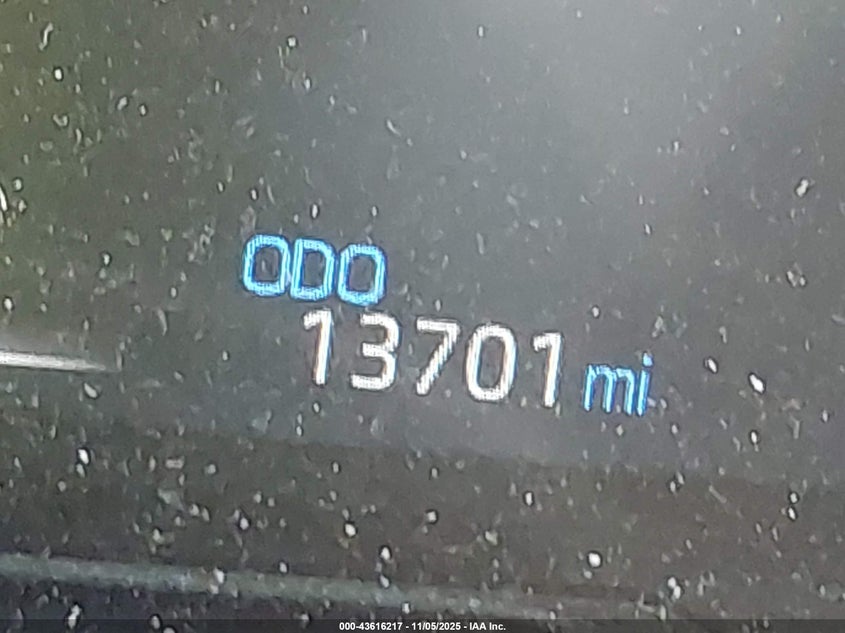 ODO
13701 mi
000-43616217 - 11/05/2025 - IAA Inc.